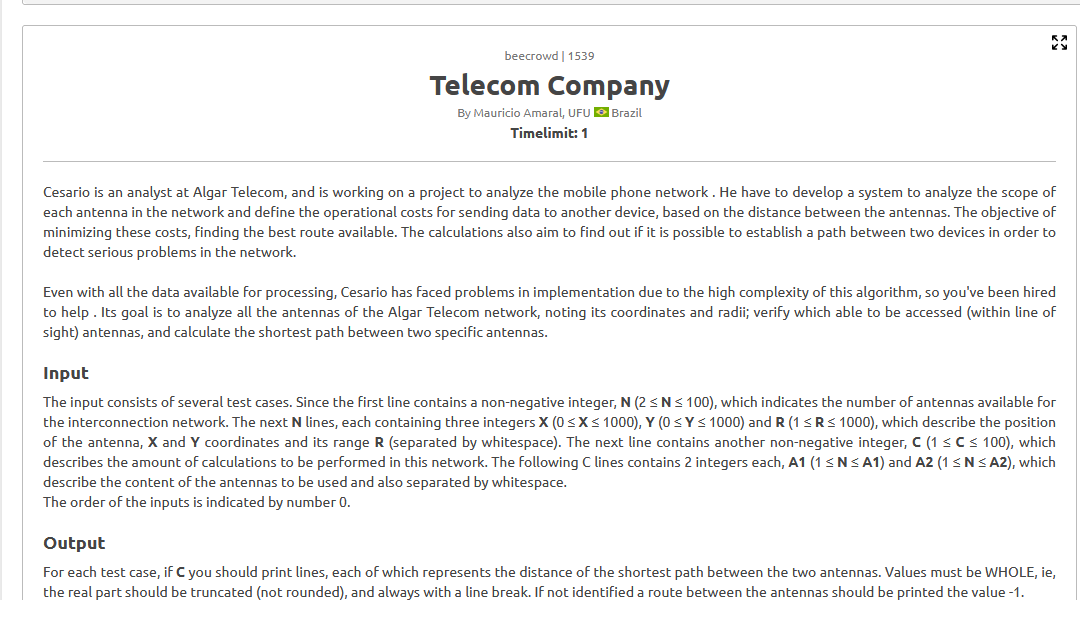 beecrowd | 1539
Telecom Company
By Mauricio Amaral, UFU Brazil
Timelimit: 1
Cesario is an analyst at Algar Telecom, and is working on a project to analyze the mobile phone network . He have to develop a system to analyze the scope of
each antenna in the network and define the operational costs for sending data to another device, based on the distance between the antennas. The objective of
minimizing these costs, finding the best route available. The calculations also aim to find out if it is possible to establish a path between two devices in order to
detect serious problems in the network.
Even with all the data available for processing, Cesario has faced problems in implementation due to the high complexity of this algorithm, so you've been hired
to help . Its goal is to analyze all the antennas of the Algar Telecom network, noting its coordinates and radii; verify which able to be accessed (within line of
sight) antennas, and calculate the shortest path between two specific antennas.
Input
The input consists of several test cases. Since the first line contains a non-negative integer, N (2 ≤ N ≤ 100), which indicates the number of antennas available for
the interconnection network. The next N lines, each containing three integers X (0 ≤ X ≤ 1000), Y (0 ≤ Y ≤ 1000) and R (1 ≤ R ≤ 1000), which describe the position
of the antenna, X and Y coordinates and its range R (separated by whitespace). The next line contains another non-negative integer, C (1 ≤ C ≤ 100), which
describes the amount of calculations to be performed in this network. The following C lines contains 2 integers each, A1 (1 ≤ N ≤ A1) and A2 (1 ≤ N ≤ A2), which
describe the content of the antennas to be used and also separated by whitespace.
The order of the inputs is indicated by number 0.
Output
For each test case, if C you should print lines, each of which represents the distance of the shortest path between the two antennas. Values must be WHOLE, ie,
the real part should be truncated (not rounded), and always with a line break. If not identified a route between the antennas should be printed the value -1.